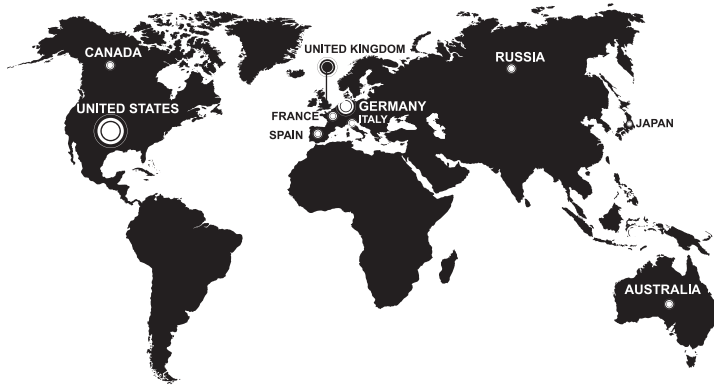 CANADA
UNITED KINGDOM
RUSSIA
UNITED STATES
GERMANY
FRANCE
ITALY
SPAIN
JAPAN
AUSTRALIA